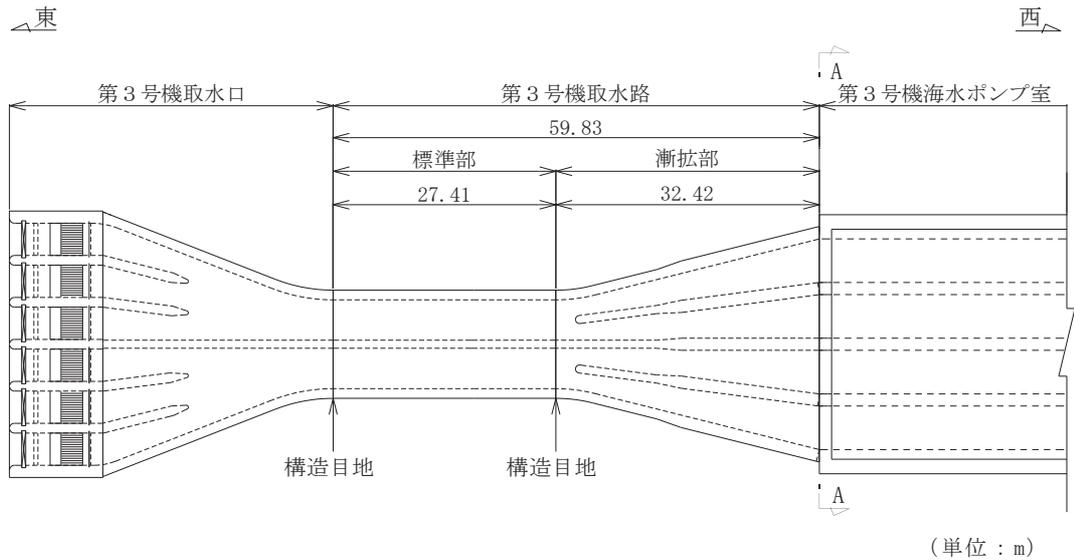 東
西
A
第3号機取水口
第3号機取水路
第3号機海水ポンプ室
59.83
標準部
漸拡部
27.41
32.42
構造目地
構造目地
A
(単位:m)